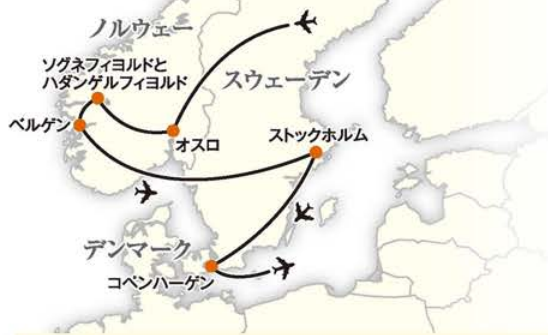 ノルウェー
ソグネフィヨルドと
ハダンゲルフィヨルド
スウェーデン
ベルゲン
オスロ
ストックホルム
デンマーク
コペンハーゲン